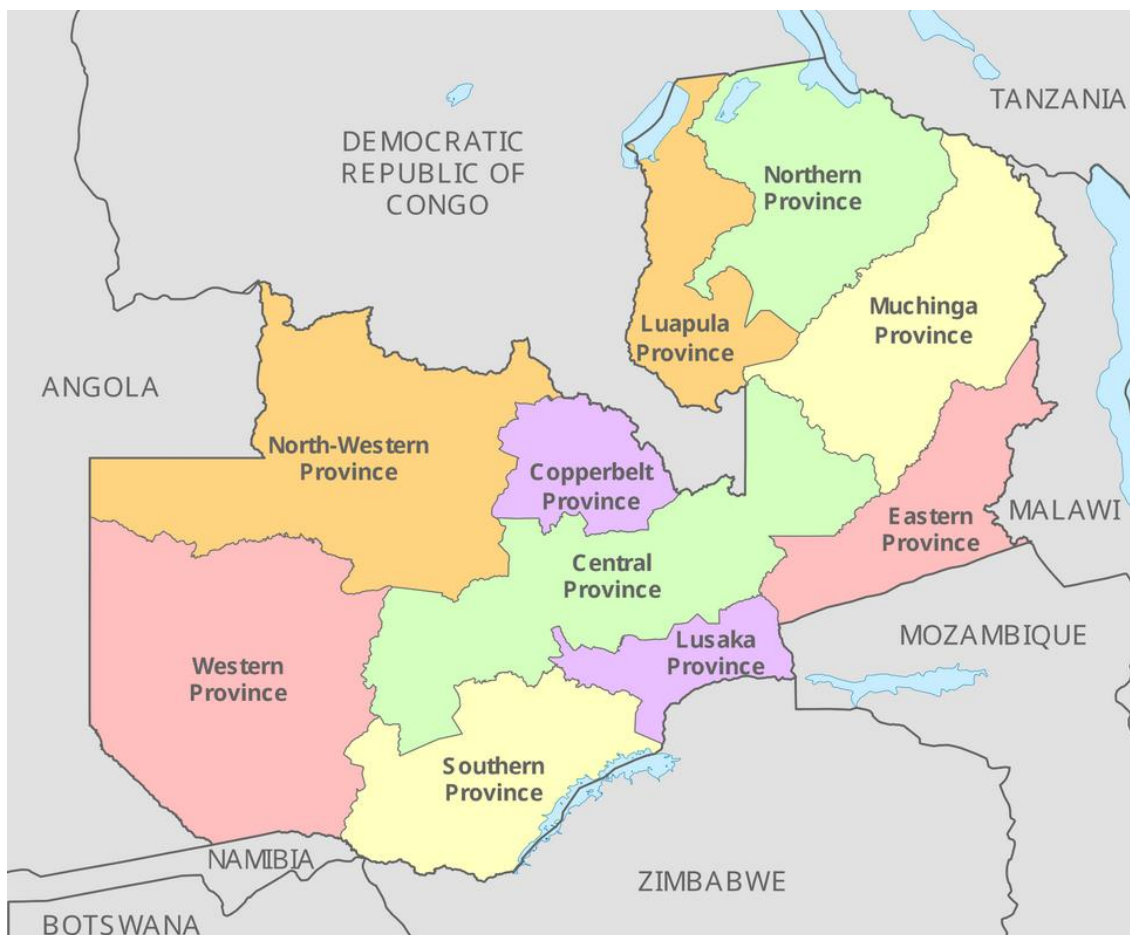 TANZANIA
DEMOCRATIC
REPUBLIC OF
CONGO
Northern
Province
Muchinga
Province
Luapula
Province
ANGOLA
North-Western
Province
Copperbelt
Province
Eastern
Province
MALAWI
Central
Province
Lusaka
Province
MOZAMBIQUE
Western
Province
Southern
Province
NAMIBIA
ZIMBABWE
BOTSWANA